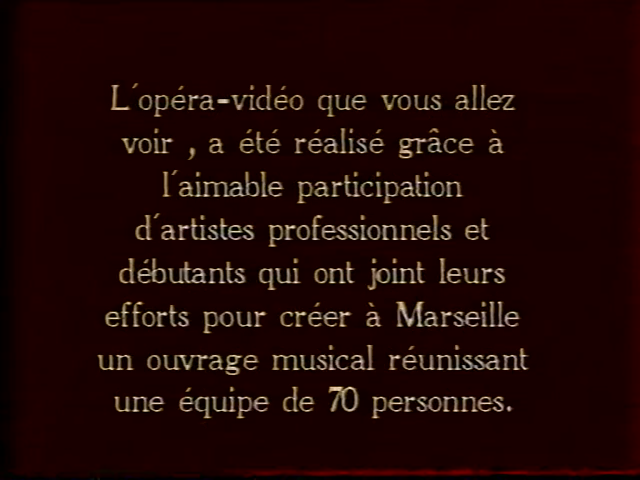 L'opéra-vidéo que vous allez
voir , a été réalisé grâce à
l'aimable participation
d'artistes professionnels et
débutants qui ont joint leurs
efforts pour créer à Marseille
un ouvrage musical réunissant
une équipe de 70 personnes.